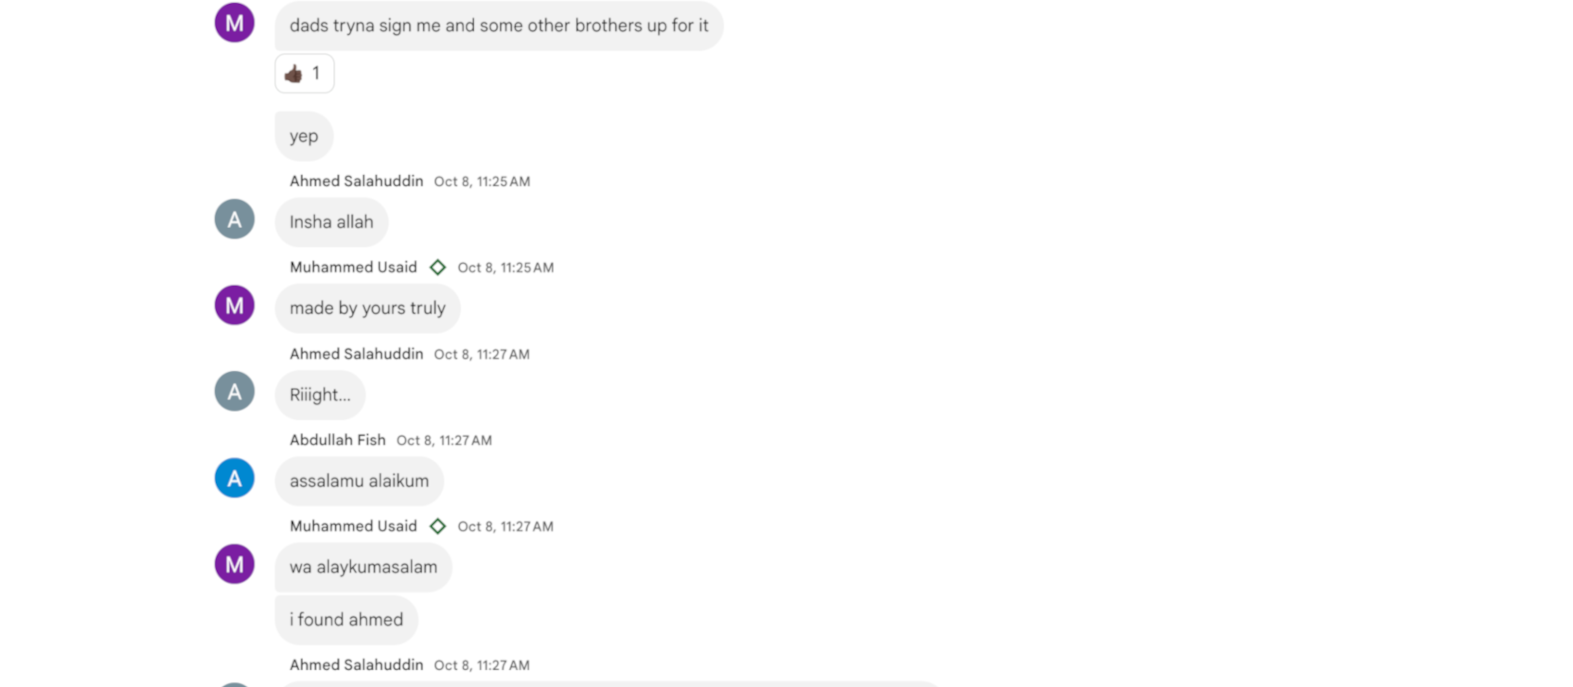 M
dads tryna sign me and some other brothers up for it
👍🏿 1
yep
Ahmed Salahuddin Oct 8, 11:25 AM
A
Insha allah
Muhammed Usaid Oct 8, 11:25 AM
M
made by yours truly
Ahmed Salahuddin Oct 8, 11:27 AM
A
Riiight...
Abdullah Fish Oct 8, 11:27 AM
A
assalamu alaikum
Muhammed Usaid Oct 8, 11:27 AM
M
wa alaykumasalam
i found ahmed
Ahmed Salahuddin Oct 8, 11:27 AM